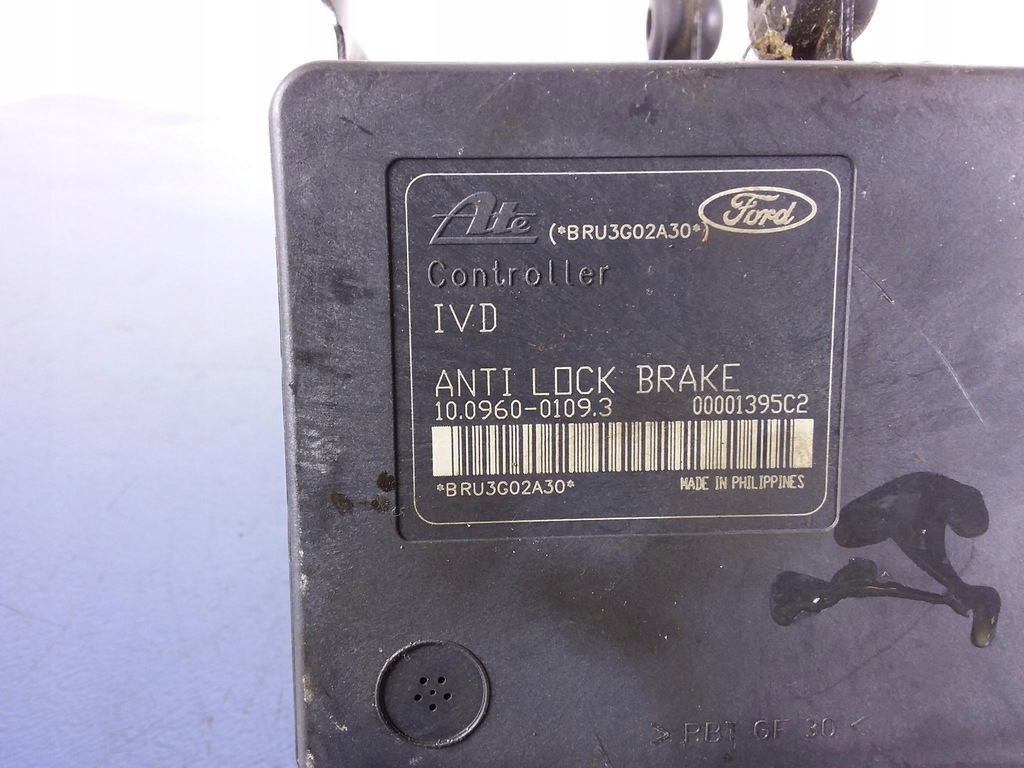 Ate (*BRU3G02A30*) Ford
Controller
IVD
ANTI LOCK BRAKE
10.0960-0109.3 00001395C2
*BRU3G02A30* MADE IN PHILIPPINES
> PBT GF 30 <